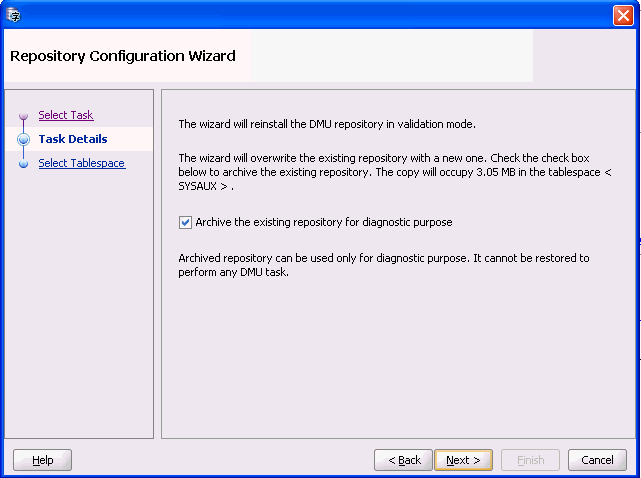 Repository Configuration Wizard
Select Task
Task Details
Select Tablespace
The wizard will reinstall the DMU repository in validation mode.
The wizard will overwrite the existing repository with a new one. Check the check box
below to archive the existing repository. The copy will occupy 3.05 MB in the tablespace <
SYSAUX > .
Archive the existing repository for diagnostic purpose
Archived repository can be used only for diagnostic purpose. It cannot be restored to
perform any DMU task.
Help
< Back
Next >
Finish
Cancel